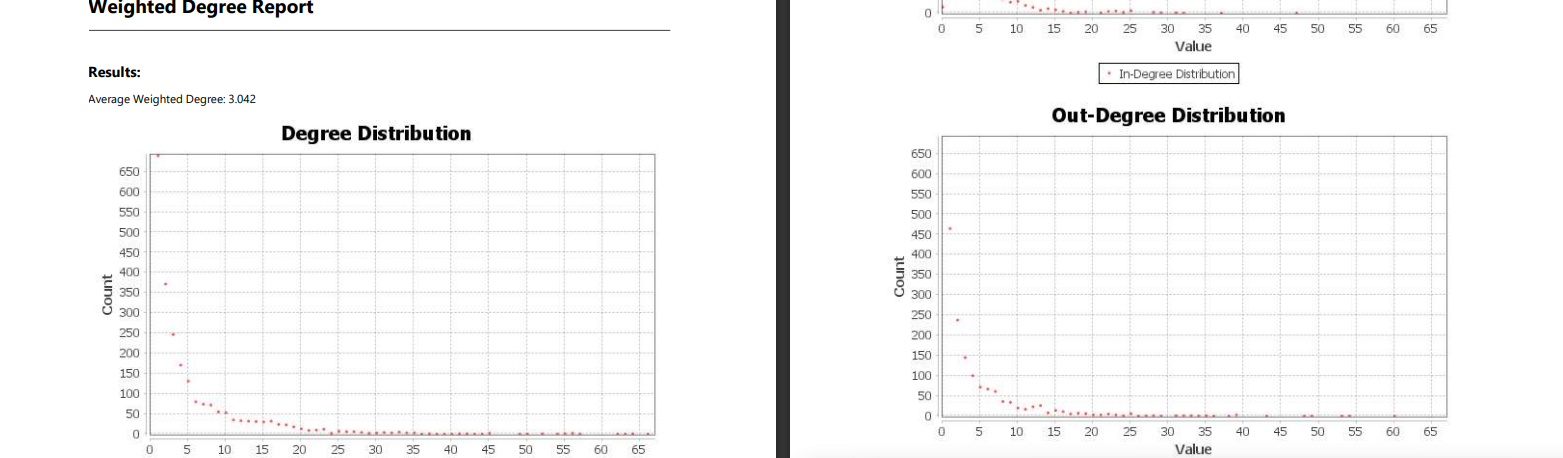 Weighted Degree Report
Results:
Average Weighted Degree: 3.042
Degree Distribution
650
600
550
500
450
400
350
300
250
200
150
100
50
0
Count
0 5 10 15 20 25 30 35 40 45 50 55 60 65
0
0 5 10 15 20 25 30 35 40 45 50 55 60 65
Value
In-Degree Distribution
Out-Degree Distribution
650
600
550
500
450
400
350
300
250
200
150
100
50
0
Count
0 5 10 15 20 25 30 35 40 45 50 55 60 65
Value